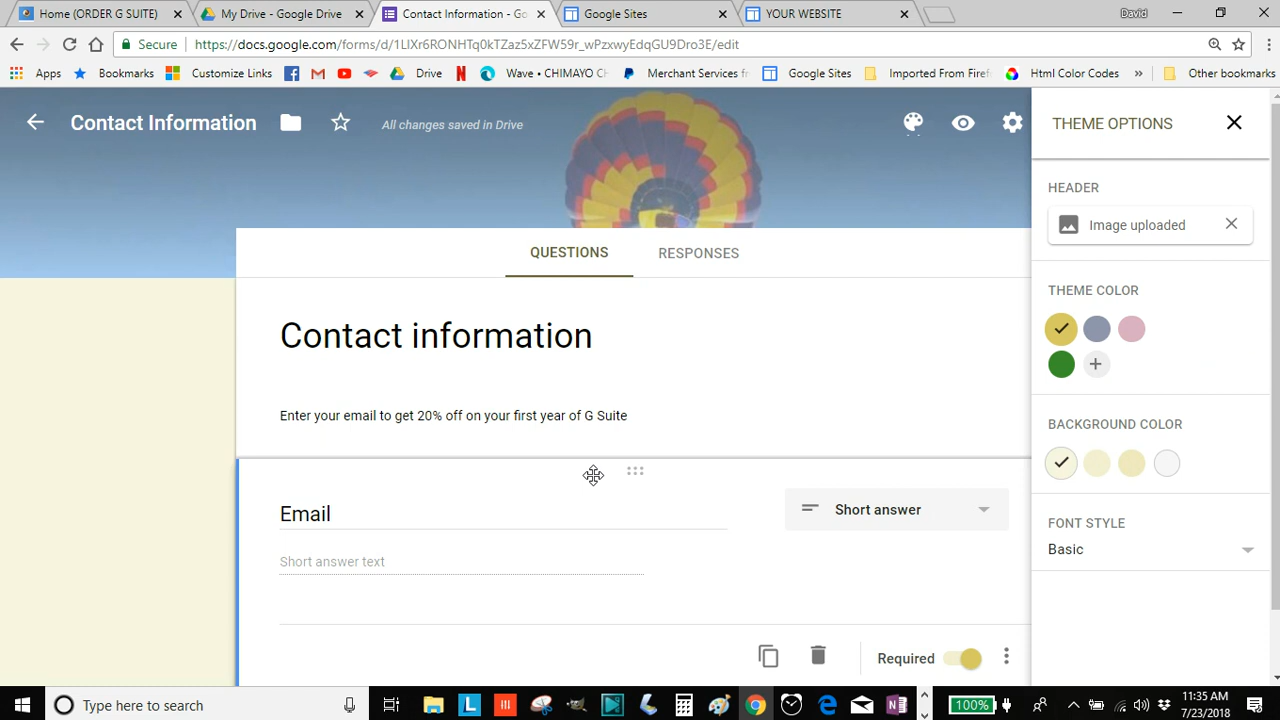 Home (ORDER G SUITE)
My Drive - Google Drive
Contact Information - Go
Google Sites
YOUR WEBSITE
David
Secure
https://docs.google.com/forms/d/1LlXr6RONHTq0kTZaz5xZFW59r_wPzxwyEdqGU9Dro3E/edit
Apps
Bookmarks
Customize Links
Drive
Wave • CHIMAYO CH
Merchant Services fr
Google Sites
Imported From Firef
Html Color Codes
»
Other bookmarks
Contact Information
All changes saved in Drive
THEME OPTIONS
HEADER
Image uploaded
QUESTIONS
RESPONSES
THEME COLOR
Contact information
Enter your email to get 20% off on your first year of G Suite
BACKGROUND COLOR
Email
Short answer
FONT STYLE
Basic
Short answer text
Required
Type here to search
100%
11:35 AM
7/23/2018